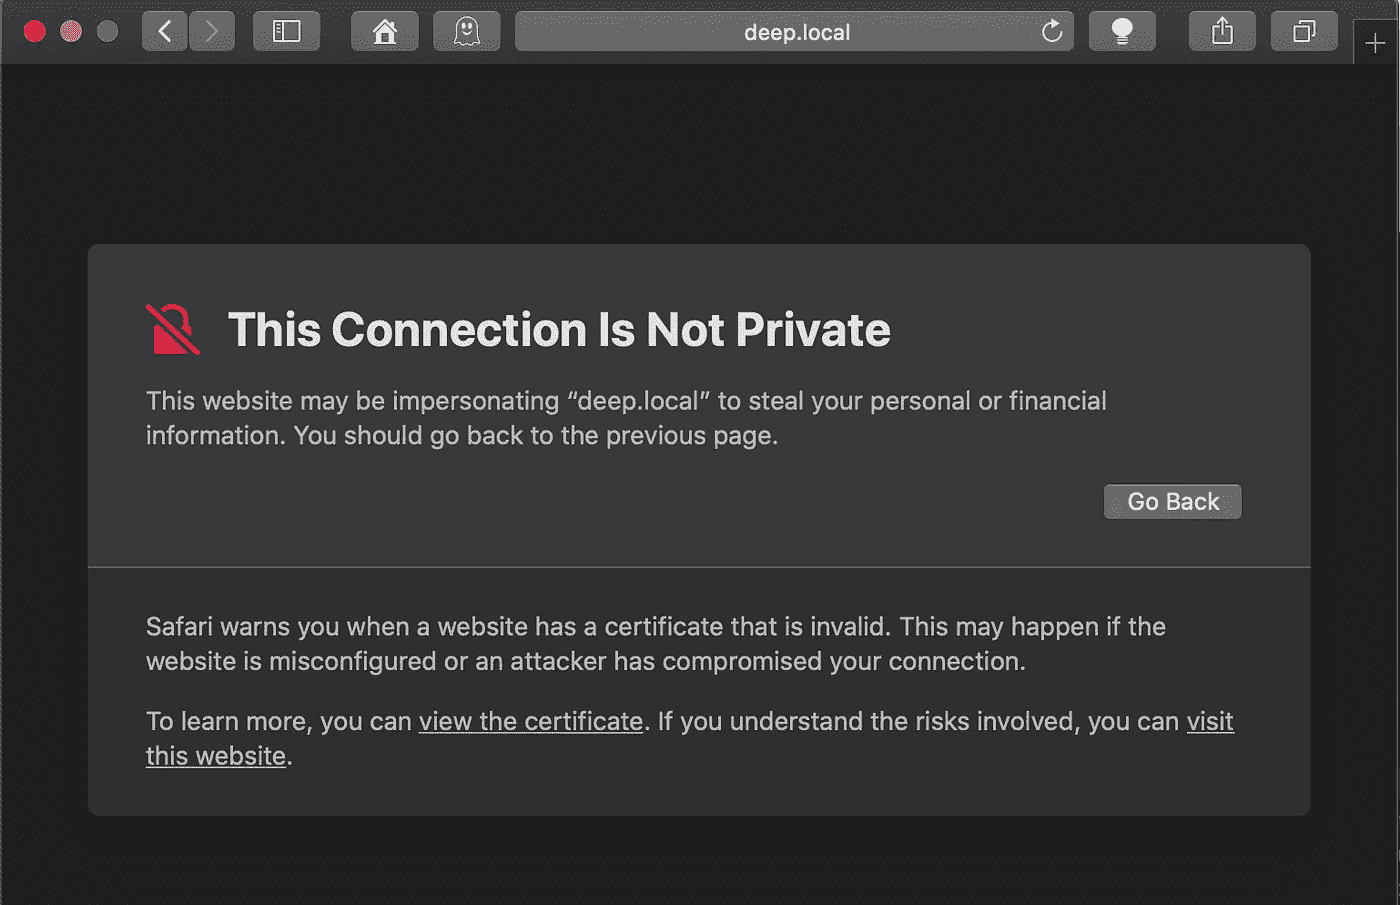 deep.local
This Connection Is Not Private
This website may be impersonating “deep.local” to steal your personal or financial
information. You should go back to the previous page.
Go Back
Safari warns you when a website has a certificate that is invalid. This may happen if the
website is misconfigured or an attacker has compromised your connection.
To learn more, you can view the certificate. If you understand the risks involved, you can visit
this website.